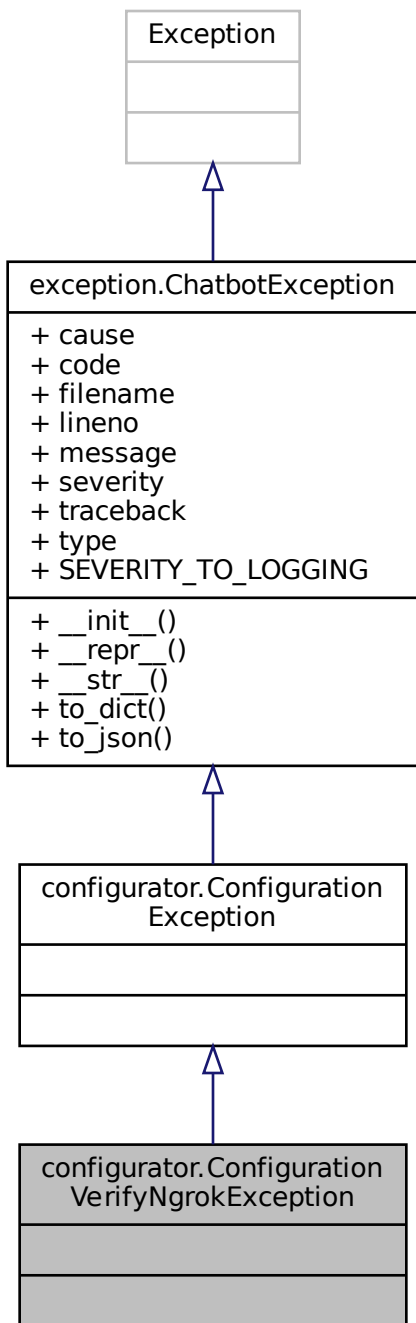 Exception
exception.ChatbotException
+ cause
+ code
+ filename
+ lineno
+ message
+ severity
+ traceback
+ type
+ SEVERITY_TO_LOGGING
+ __init__()
+ __repr__()
+ __str__()
+ to_dict()
+ to_json()
configurator.Configuration
Exception
configurator.Configuration
VerifyNgrokException